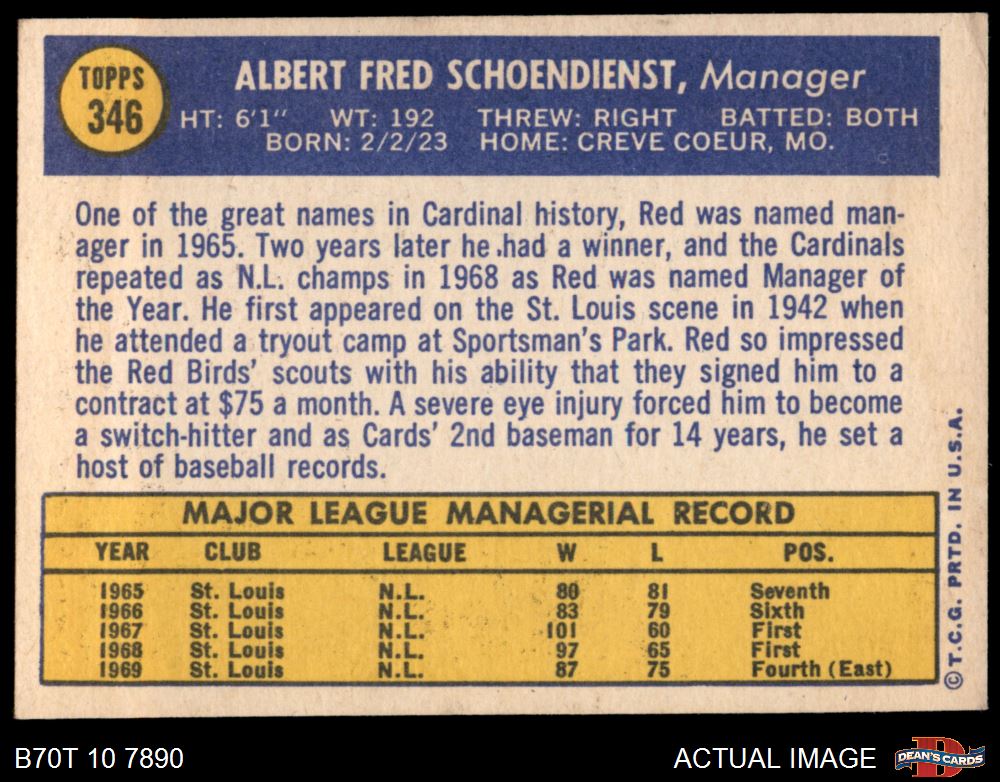 TOPPS
346
ALBERT FRED SCHOENDIENST, Manager
HT: 6'1" WT: 192 THREW: RIGHT BATTED: BOTH
BORN: 2/2/23 HOME: CREVE COEUR, MO.
One of the great names in Cardinal history, Red was named man-
ager in 1965. Two years later he had a winner, and the Cardinals
repeated as N.L. champs in 1968 as Red was named Manager of
the Year. He first appeared on the St. Louis scene in 1942 when
he attended a tryout camp at Sportsman's Park. Red so impressed
the Red Birds' scouts with his ability that they signed him to a
contract at $75 a month. A severe eye injury forced him to become
a switch-hitter and as Cards' 2nd baseman for 14 years, he set a
host of baseball records.
MAJOR LEAGUE MANAGERIAL RECORD
YEAR CLUB LEAGUE W L POS.
1965 St. Louis N.L. 80 81 Seventh
1966 St. Louis N.L. 83 79 Sixth
1967 St. Louis N.L. 101 60 First
1968 St. Louis N.L. 97 65 First
1969 St. Louis N.L. 87 75 Fourth (East)
©T.C.G. PRTD. IN U.S.A.
B70T 10 7890
ACTUAL IMAGE
D
DEAN'S CARDS